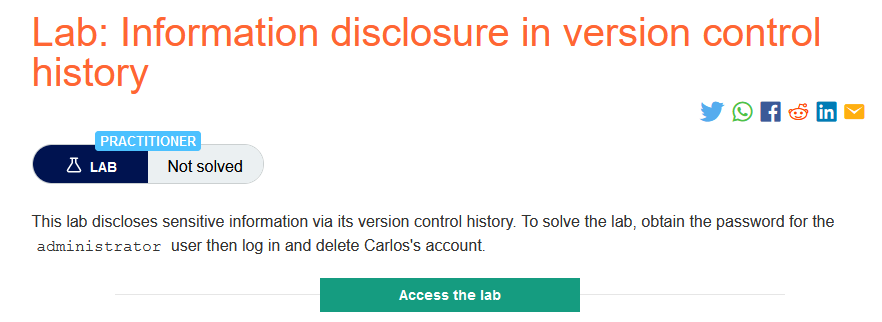 Lab: Information disclosure in version control
history
PRACTITIONER
LAB
Not solved
This lab discloses sensitive information via its version control history. To solve the lab, obtain the password for the
administrator user then log in and delete Carlos's account.
Access the lab